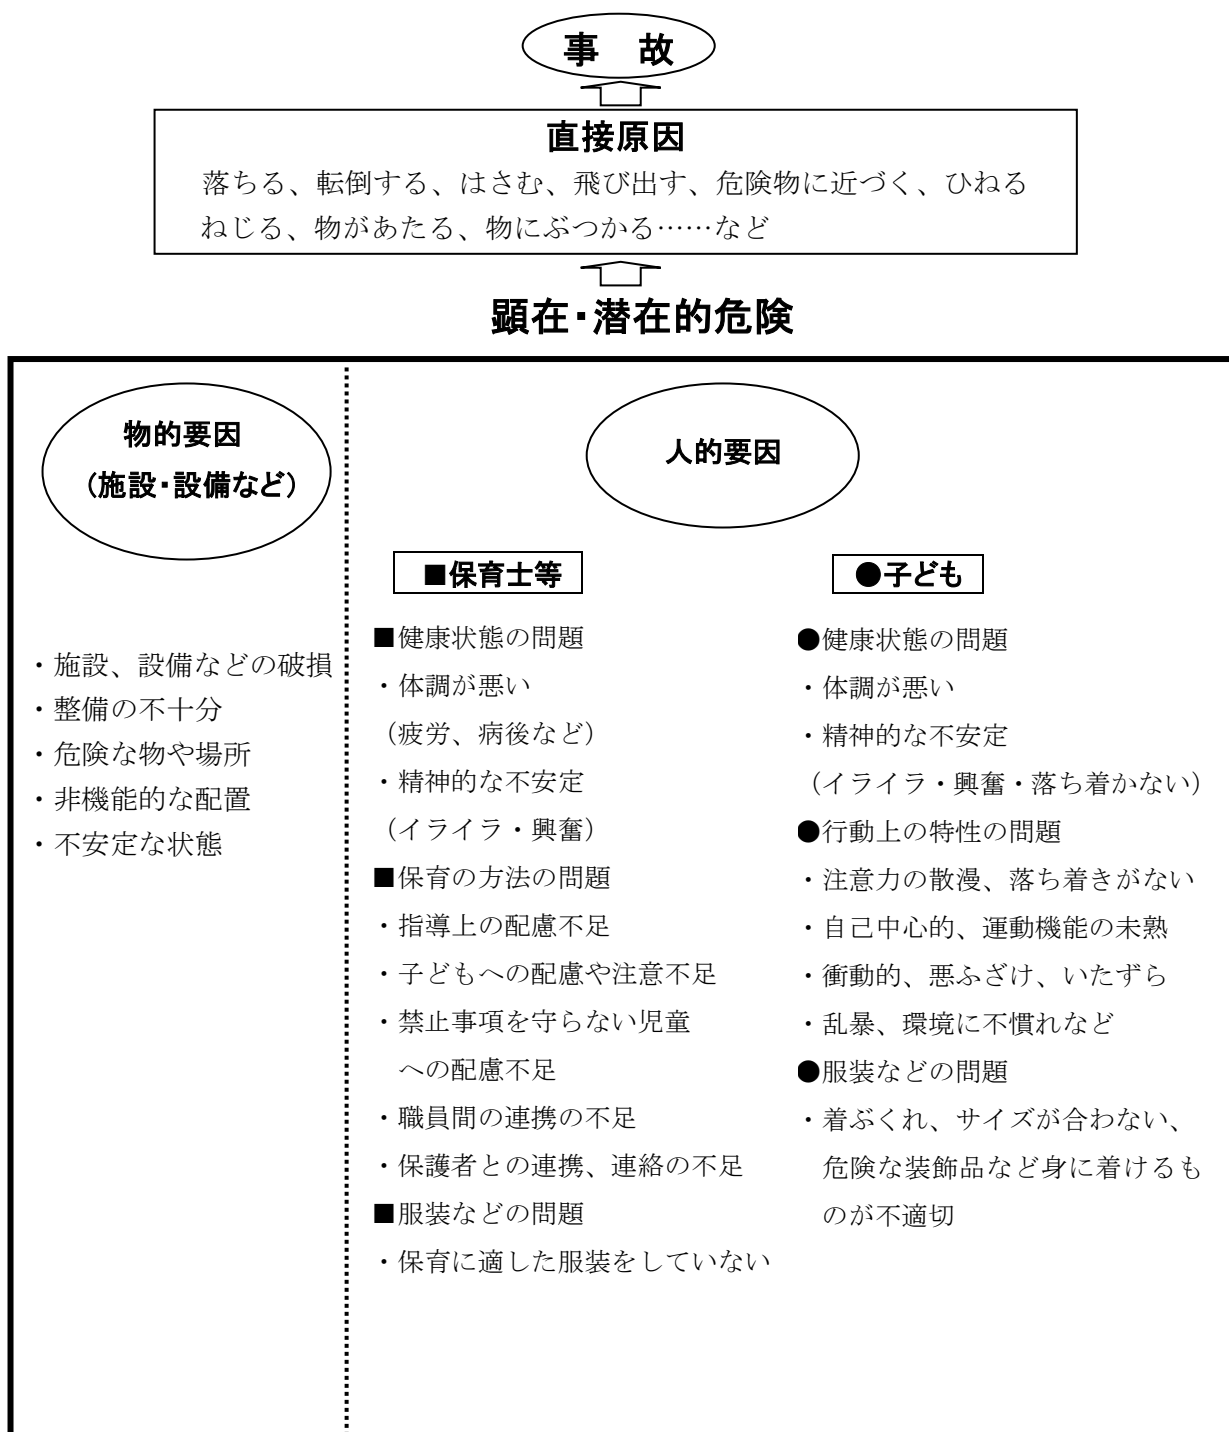 事　故
直接原因
落ちる、転倒する、はさむ、飛び出す、危険物に近づく、ひねる
ねじる、物があたる、物にぶつかる……など
顕在・潜在的危険
物的要因
（施設・設備など）
・施設、設備などの破損
・整備の不十分
・危険な物や場所
・非機能的な配置
・不安定な状態
人的要因
■保育士等
■健康状態の問題
・体調が悪い
（疲労、病後など）
・精神的な不安定
（イライラ・興奮）
■保育の方法の問題
・指導上の配慮不足
・子どもへの配慮や注意不足
・禁止事項を守らない児童
への配慮不足
・職員間の連携の不足
・保護者との連携、連絡の不足
■服装などの問題
・保育に適した服装をしていない
●子ども
●健康状態の問題
・体調が悪い
・精神的な不安定
（イライラ・興奮・落ち着かない）
●行動上の特性の問題
・注意力の散漫、落ち着きがない
・自己中心的、運動機能の未熟
・衝動的、悪ふざけ、いたずら
・乱暴、環境に不慣れなど
●服装などの問題
・着ぶくれ、サイズが合わない、
危険な装飾品など身に着けるも
のが不適切